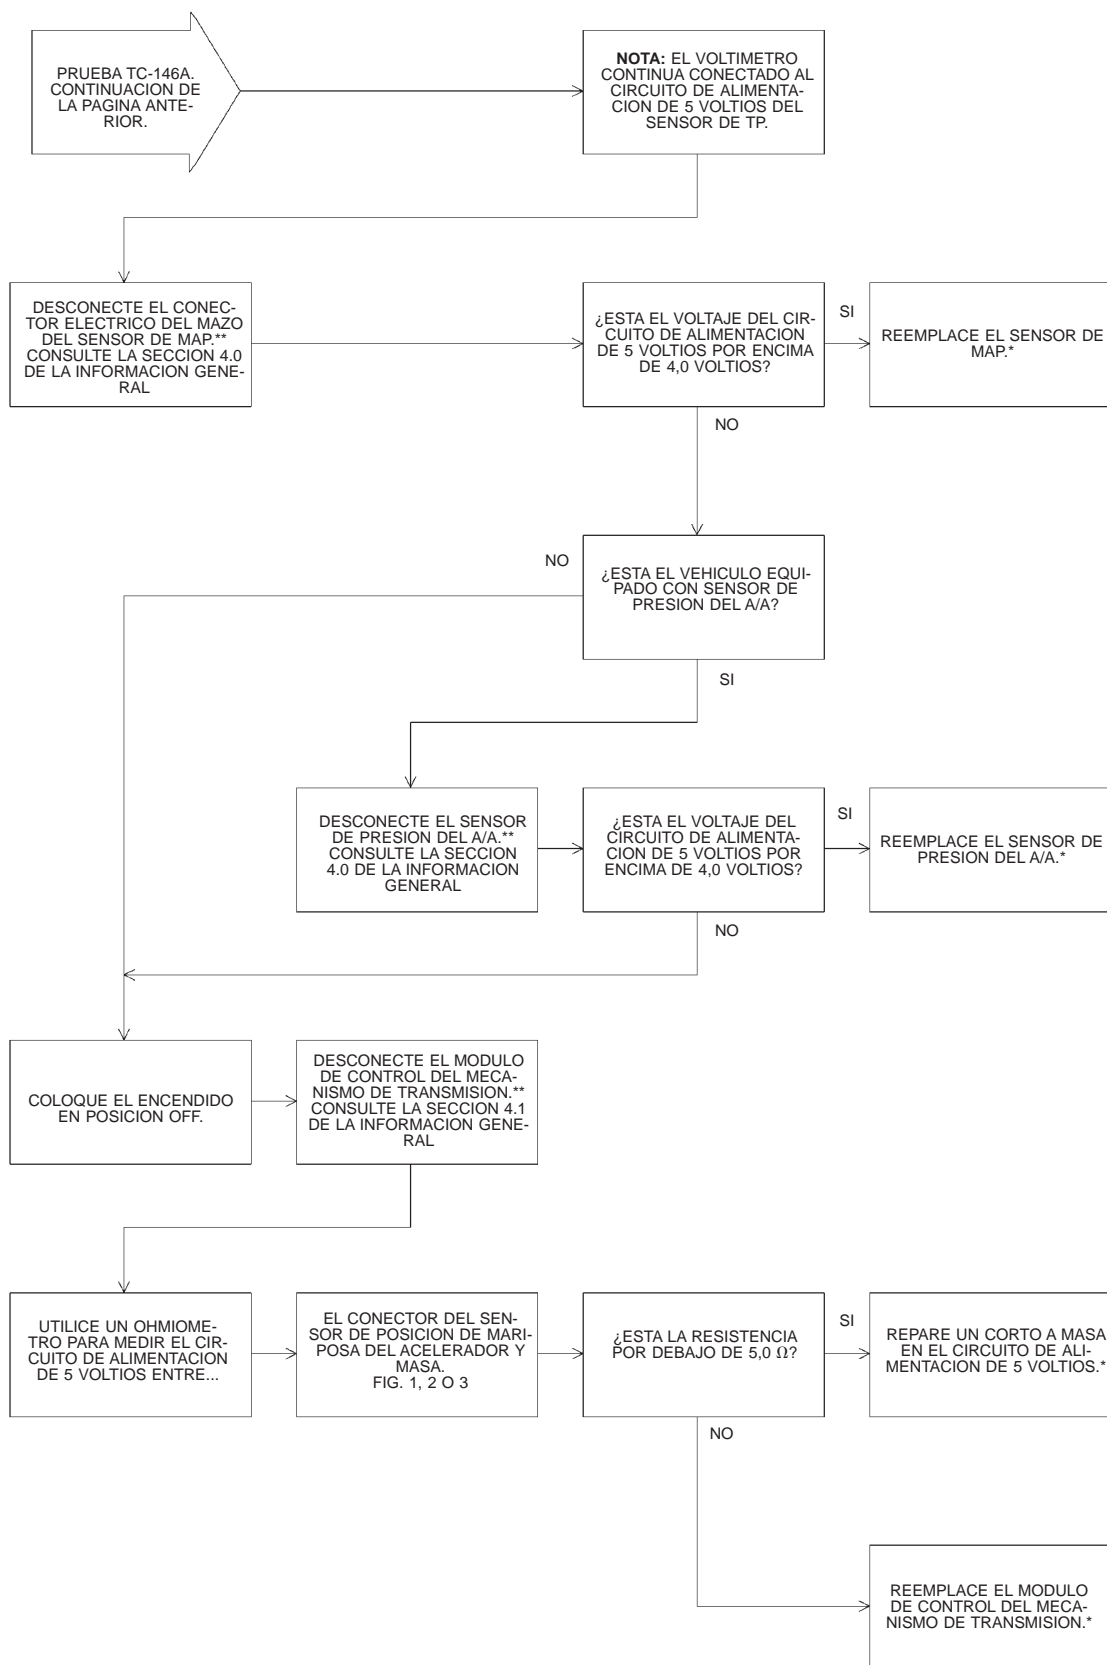 PRUEBA TC-146A.
CONTINUACION DE
LA PAGINA ANTE-
RIOR.
NOTA: EL VOLTIMETRO
CONTINUA CONECTADO AL
CIRCUITO DE ALIMENTA-
CION DE 5 VOLTIOS DEL
SENSOR DE TP.
DESCONECTE EL CONEC-
TOR ELECTRICO DEL MAZO
DEL SENSOR DE MAP.**
CONSULTE LA SECCION 4.0
DE LA INFORMACION GENE-
RAL
¿ESTA EL VOLTAJE DEL CIR-
CUITO DE ALIMENTACION
DE 5 VOLTIOS POR ENCIMA
DE 4,0 VOLTIOS?
SI
REEMPLACE EL SENSOR DE
MAP.*
NO
NO
¿ESTA EL VEHICULO EQUI-
PADO CON SENSOR DE
PRESION DEL A/A?
SI
DESCONECTE EL SENSOR
DE PRESION DEL A/A.**
CONSULTE LA SECCION
4.0 DE LA INFORMACION
GENERAL
¿ESTA EL VOLTAJE DEL
CIRCUITO DE ALIMENTA-
CION DE 5 VOLTIOS POR
ENCIMA DE 4,0 VOLTIOS?
SI
REEMPLACE EL SENSOR DE
PRESION DEL A/A.*
NO
COLOQUE EL ENCENDIDO
EN POSICION OFF.
DESCONECTE EL MODULO
DE CONTROL DEL MECA-
NISMO DE TRANSMISION.**
CONSULTE LA SECCION 4.1
DE LA INFORMACION GENE-
RAL
UTILICE UN OHMIOME-
TRO PARA MEDIR EL CIR-
CUITO DE ALIMENTACION
DE 5 VOLTIOS ENTRE...
EL CONECTOR DEL SEN-
SOR DE POSICION DE MARI-
POSA DEL ACELERADOR Y
MASA.
FIG. 1, 2 O 3
¿ESTA LA RESISTENCIA
POR DEBAJO DE 5,0 Ω?
SI
REPARE UN CORTO A MASA
EN EL CIRCUITO DE ALI-
MENTACION DE 5 VOLTIOS.*
NO
REEMPLACE EL MODULO
DE CONTROL DEL MECA-
NISMO DE TRANSMISION.*